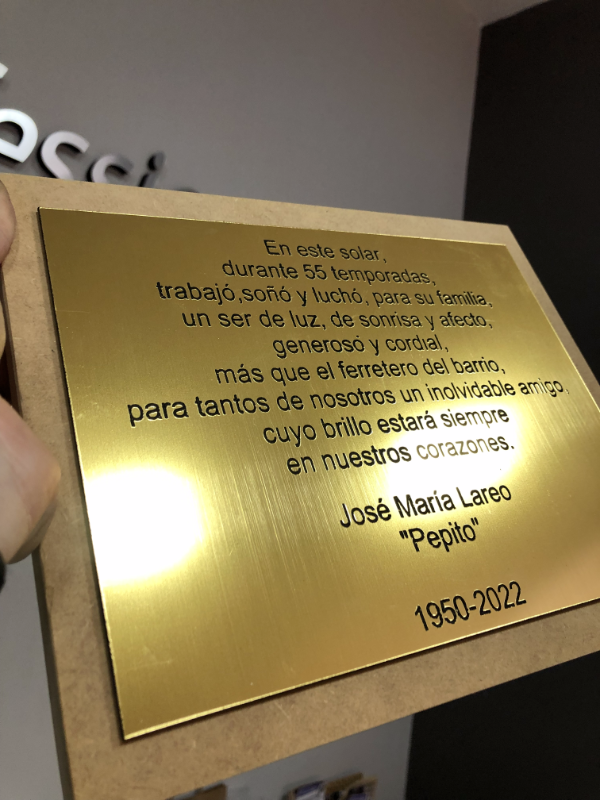 En este solar,
durante 55 temporadas,
trabajó,soñó y luchó, para su familia,
un ser de luz, de sonrisa y afecto,
generosó y cordial,
más que el ferretero del barrio,
para tantos de nosotros un inolvidable amigo,
cuyo brillo estará siempre
en nuestros corazones.
José María Lareo
"Pepito"
1950-2022